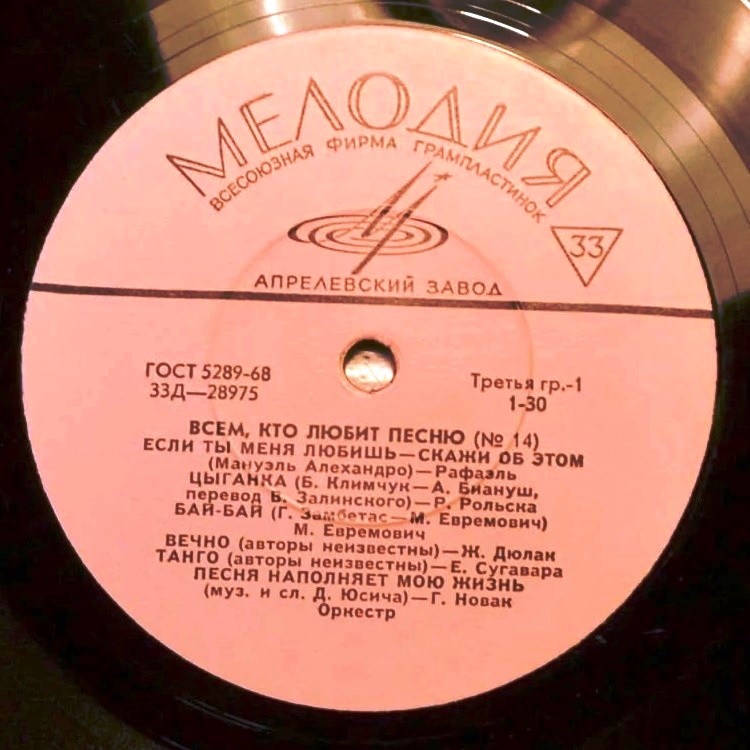 МЕЛОДИЯ
ВСЕСОЮЗНАЯ ФИРМА ГРАМПЛАСТИНОК
33
АПРЕЛЕВСКИЙ ЗАВОД
ГОСТ 5289-68
33Д—28975
Третья гр.-1
1-30
ВСЕМ, КТО ЛЮБИТ ПЕСНЮ (№ 14)
ЕСЛИ ТЫ МЕНЯ ЛЮБИШЬ—СКАЖИ ОБ ЭТОМ
(Мануэль Алехандро)—Рафаэль
ЦЫГАНКА (Б. Климчук—А. Биануш,
перевод Б. Залинского)—Р. Рольска
БАЙ-БАЙ (Г. Замбетас—М. Евремович)
М. Евремович
ВЕЧНО (авторы неизвестны)—Ж. Дюлак
ТАНГО (авторы неизвестны)—Е. Сугавара
ПЕСНЯ НАПОЛНЯЕТ МОЮ ЖИЗНЬ
(муз. и сл. Д. Юсича)—Г. Новак
Оркестр